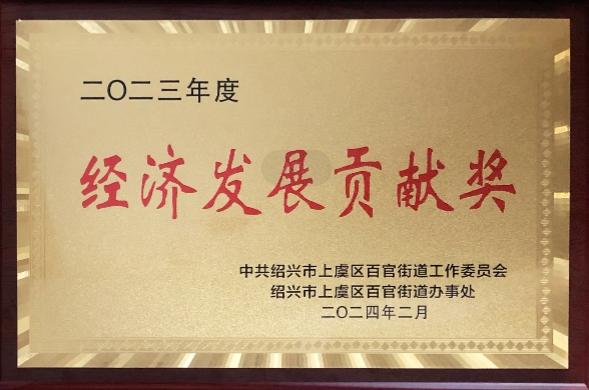 二〇二三年度
经济发展贡献奖
中共绍兴市上虞区百官街道工作委员会
绍兴市上虞区百官街道办事处
二〇二四年二月